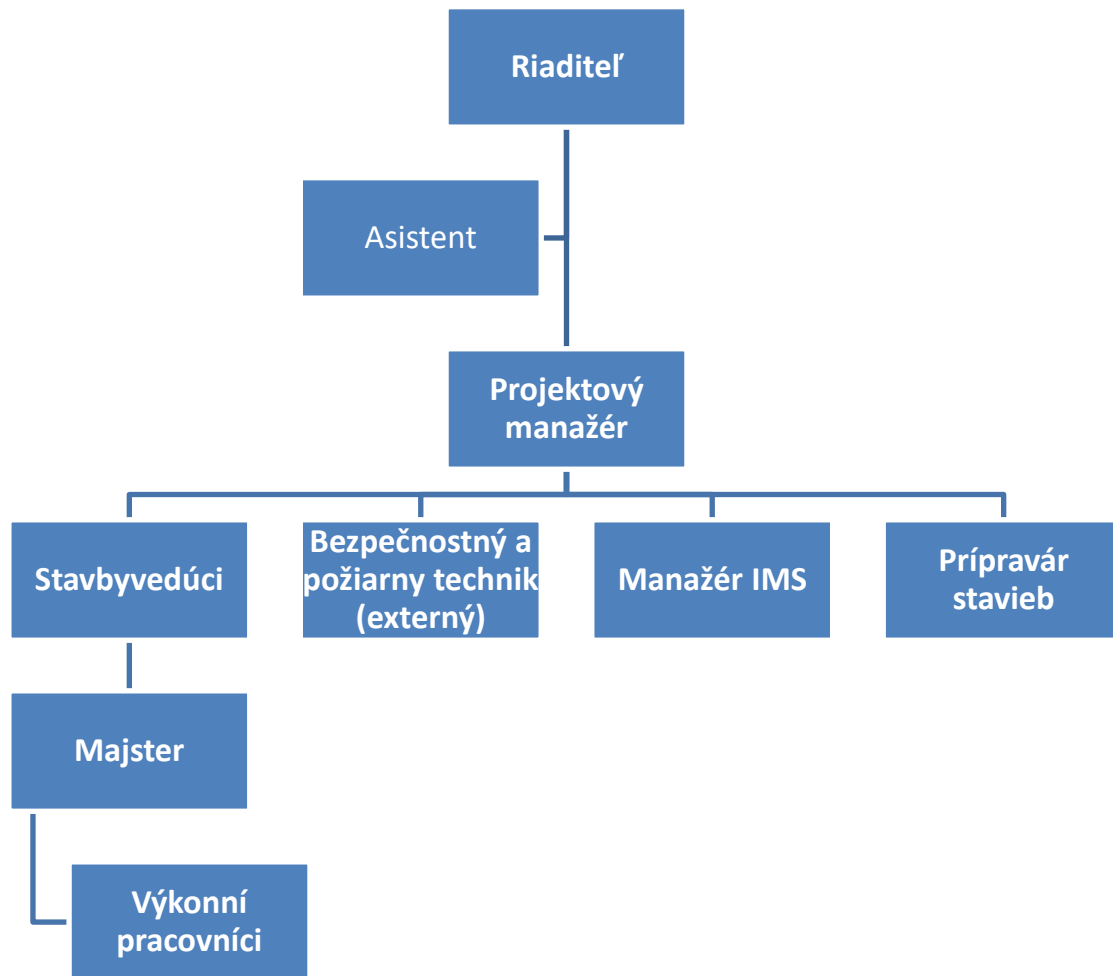 Riaditeľ
Asistent
Projektový
manažér
Stavbyvedúci
Bezpečnostný a
požiarny technik
(externý)
Manažér IMS
Prípravár
stavieb
Majster
Výkonní
pracovníci